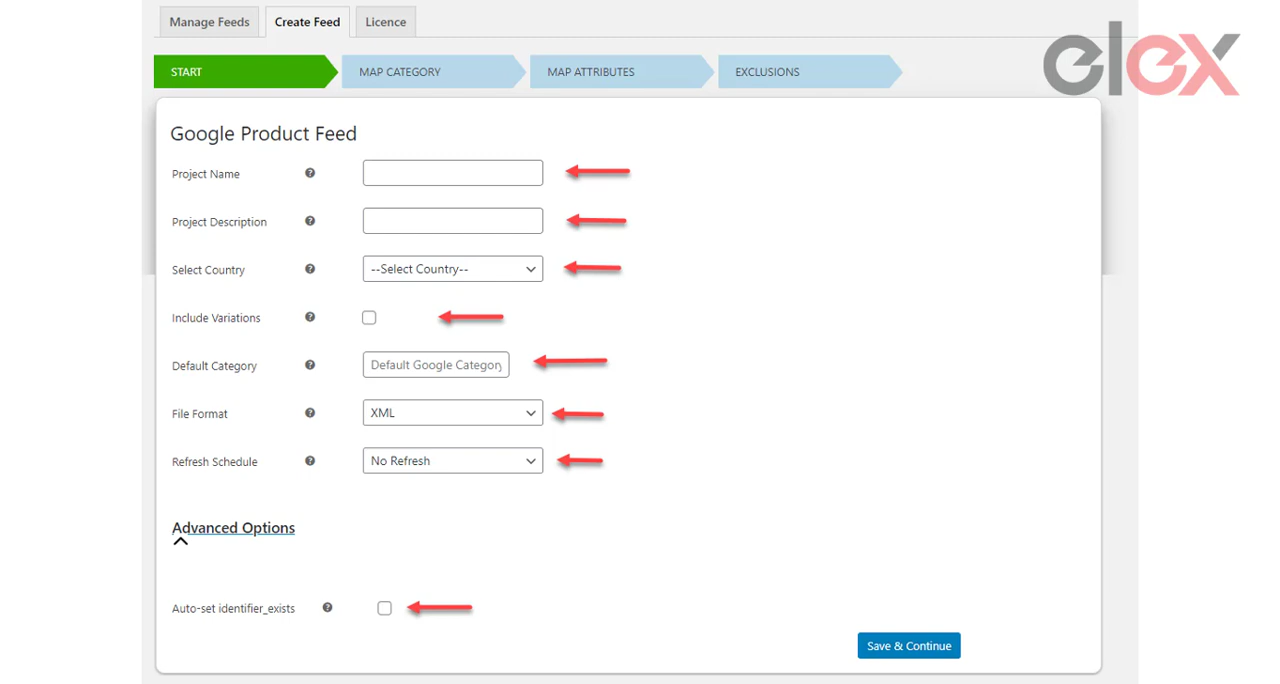 Manage Feeds Create Feed Licence
elex
START MAP CATEGORY MAP ATTRIBUTES EXCLUSIONS
Google Product Feed
Project Name
Project Description
Select Country --Select Country--
Include Variations
Default Category Default Google Category
File Format XML
Refresh Schedule No Refresh
Advanced Options
Auto-set identifier_exists
Save & Continue